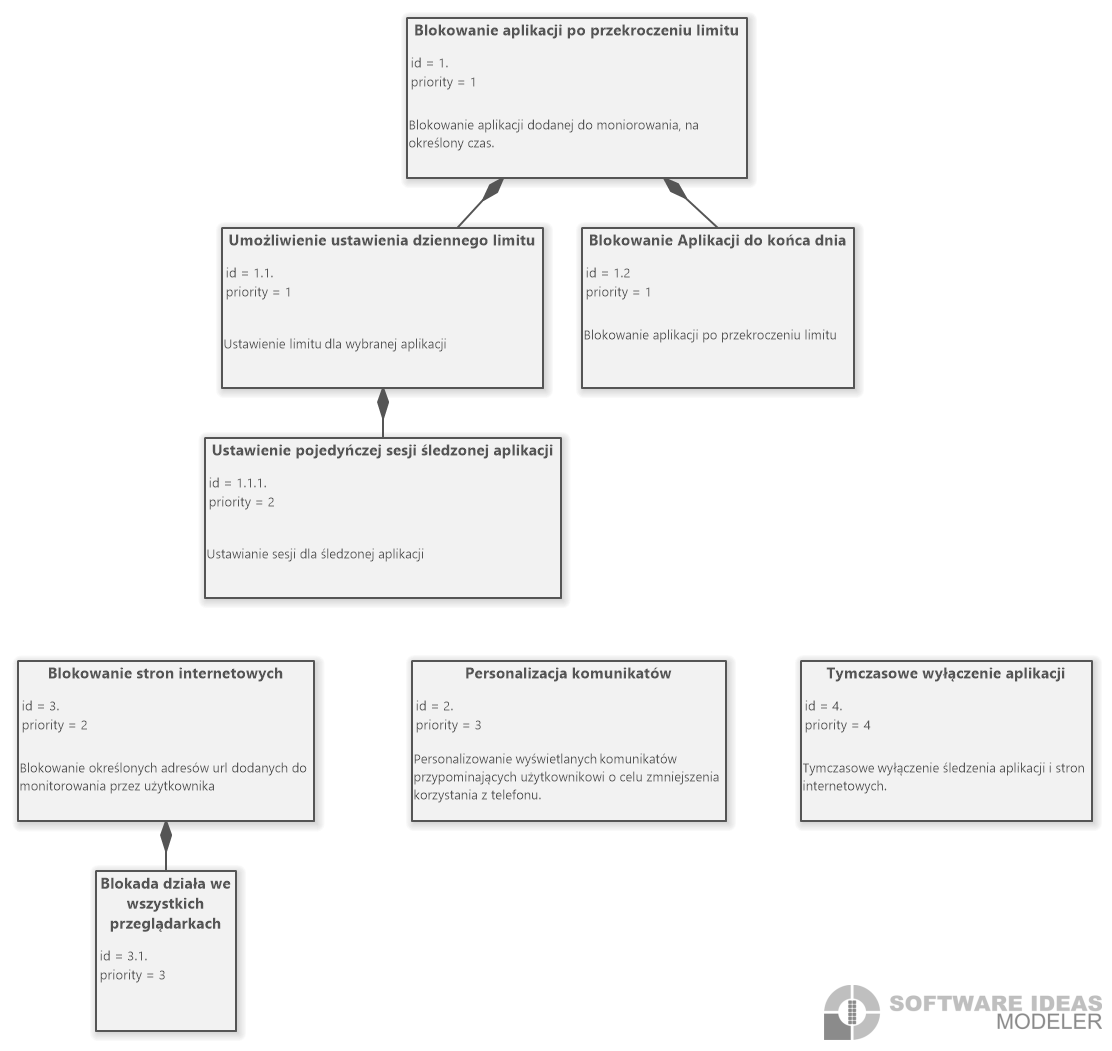 Blokowanie aplikacji po przekroczeniu limitu
id = 1.
priority = 1
Blokowanie aplikacji dodanej do moniorowania, na
określony czas.
Umożliwienie ustawienia dziennego limitu
id = 1.1.
priority = 1
Ustawienie limitu dla wybranej aplikacji
Blokowanie Aplikacji do końca dnia
id = 1.2
priority = 1
Blokowanie aplikacji po przekroczeniu limitu
Ustawienie pojedyńczej sesji śledzonej aplikacji
id = 1.1.1.
priority = 2
Ustawianie sesji dla śledzonej aplikacji
Blokowanie stron internetowych
id = 3.
priority = 2
Blokowanie określonych adresów url dodanych do
monitorowania przez użytkownika
Personalizacja komunikatów
id = 2.
priority = 3
Personalizowanie wyświetlanych komunikatów
przypominających użytkownikowi o celu zmniejszenia
korzystania z telefonu.
Tymczasowe wyłączenie aplikacji
id = 4.
priority = 4
Tymczasowe wyłączenie śledzenia aplikacji i stron
internetowych.
Blokada działa we
wszystkich
przeglądarkach
id = 3.1.
priority = 3
SOFTWARE IDEAS
MODELER